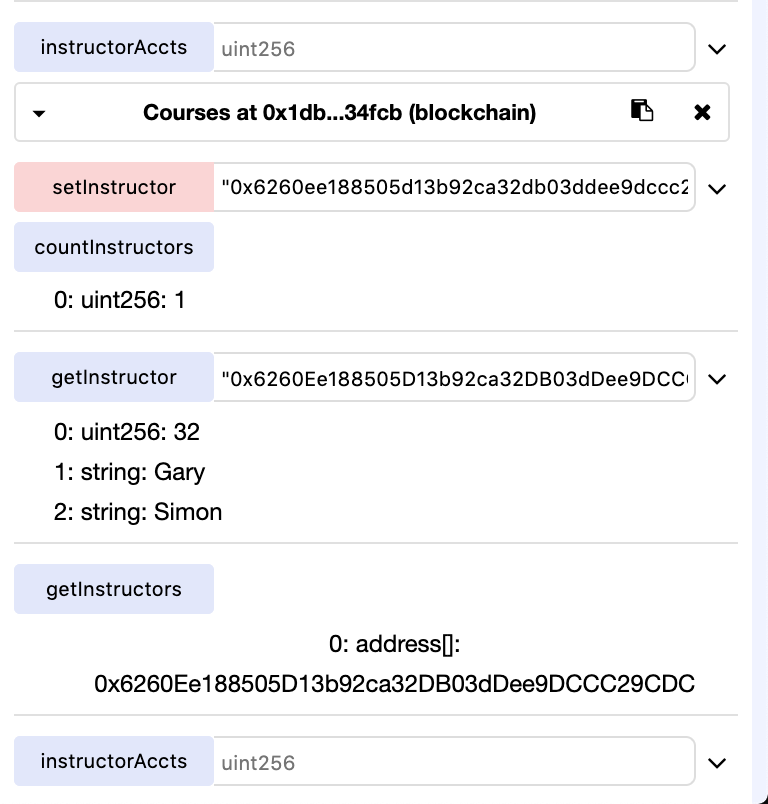 instructorAccts uint256
Courses at 0x1db...34fcb (blockchain)
setInstructor "0x6260ee188505d13b92ca32db03ddee9dccc2
countInstructors
0: uint256: 1
getInstructor "0x6260Ee188505D13b92ca32DB03dDee9DCC
0: uint256: 32
1: string: Gary
2: string: Simon
getInstructors
0: address[]:
0x6260Ee188505D13b92ca32DB03dDee9DCCC29CDC
instructorAccts uint256